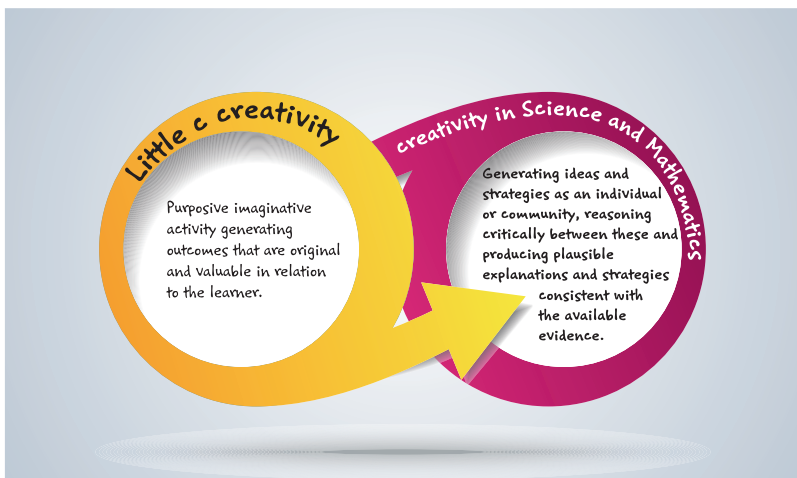 Little c creativity
Purposive imaginative
activity generating
outcomes that are original
and valuable in relation
to the learner.
creativity in Science and Mathematics
Generating ideas and
strategies as an individual
or community, reasoning
critically between these and
producing plausible
explanations and strategies
consistent with
the available
evidence.